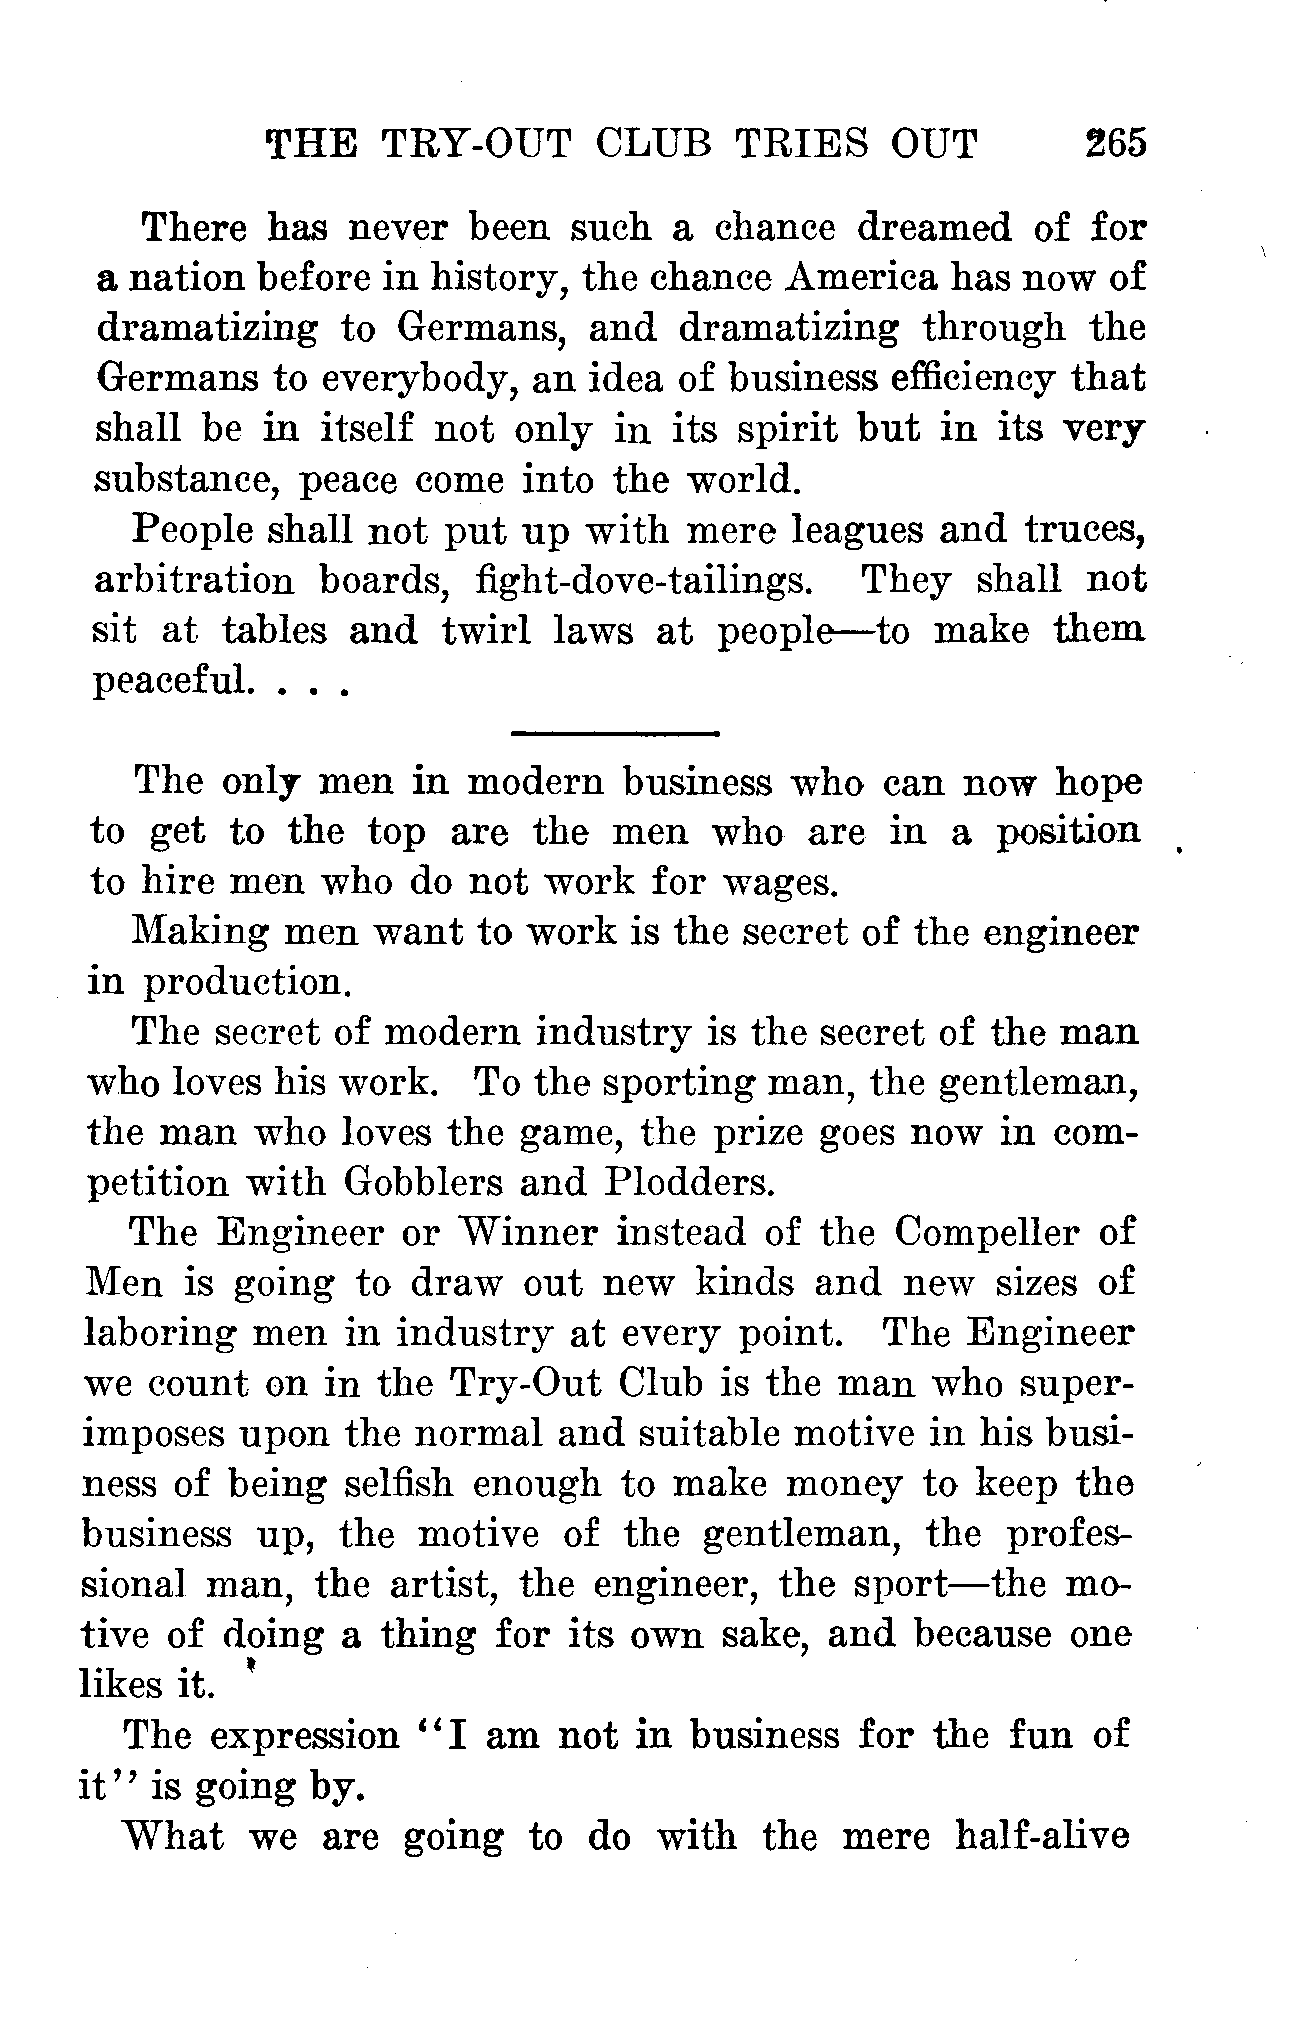 THE TRY-OUT CLUB TRIES OUT 265
There has never been such a chance dreamed of for
a nation before in history, the chance America has now of
dramatizing to Germans, and dramatizing through the
Germans to everybody, an idea of business efficiency that
shall be in itself not only in its spirit but in its very
substance, peace come into the world.
People shall not put up with mere leagues and truces,
arbitration boards, fight-dove-tailings. They shall not
sit at tables and twirl laws at people—to make them
peaceful. . . .
The only men in modern business who can now hope
to get to the top are the men who are in a position
to hire men who do not work for wages.
Making men want to work is the secret of the engineer
in production.
The secret of modern industry is the secret of the man
who loves his work. To the sporting man, the gentleman,
the man who loves the game, the prize goes now in com-
petition with Gobblers and Plodders.
The Engineer or Winner instead of the Compeller of
Men is going to draw out new kinds and new sizes of
laboring men in industry at every point. The Engineer
we count on in the Try-Out Club is the man who super-
imposes upon the normal and suitable motive in his busi-
ness of being selfish enough to make money to keep the
business up, the motive of the gentleman, the profes-
sional man, the artist, the engineer, the sport—the mo-
tive of doing a thing for its own sake, and because one
likes it.
The expression "I am not in business for the fun of
it" is going by.
What we are going to do with the mere half-alive